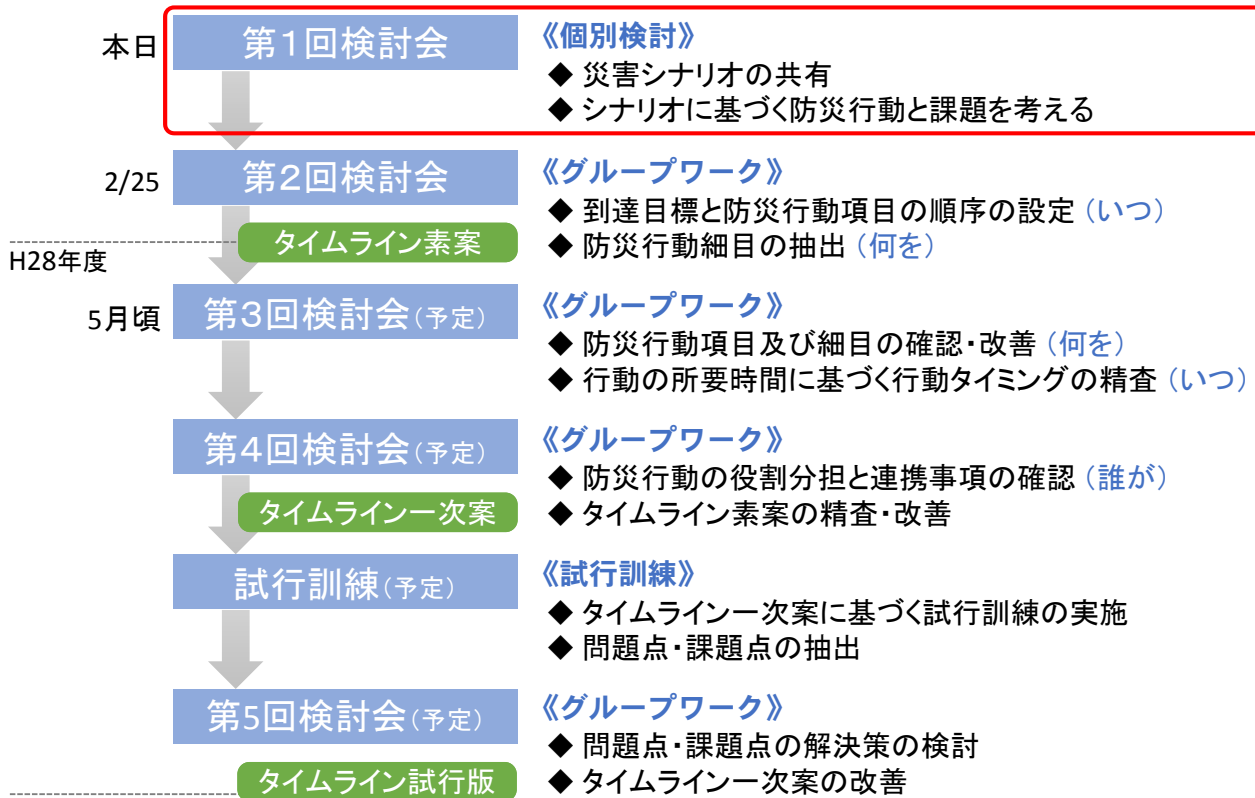 本日
第1回検討会
《個別検討》
◆ 災害シナリオの共有
◆ シナリオに基づく防災行動と課題を考える
2/25
第2回検討会
《グループワーク》
◆ 到達目標と防災行動項目の順序の設定（いつ）
◆ 防災行動細目の抽出（何を）
タイムライン素案
H28年度
5月頃
第3回検討会（予定）
《グループワーク》
◆ 防災行動項目及び細目の確認・改善（何を）
◆ 行動の所要時間に基づく行動タイミングの精査（いつ）
第4回検討会（予定）
《グループワーク》
◆ 防災行動の役割分担と連携事項の確認（誰が）
◆ タイムライン素案の精査・改善
タイムライン一次案
試行訓練（予定）
《試行訓練》
◆ タイムライン一次案に基づく試行訓練の実施
◆ 問題点・課題点の抽出
第5回検討会（予定）
《グループワーク》
◆ 問題点・課題点の解決策の検討
◆ タイムライン一次案の改善
タイムライン試行版